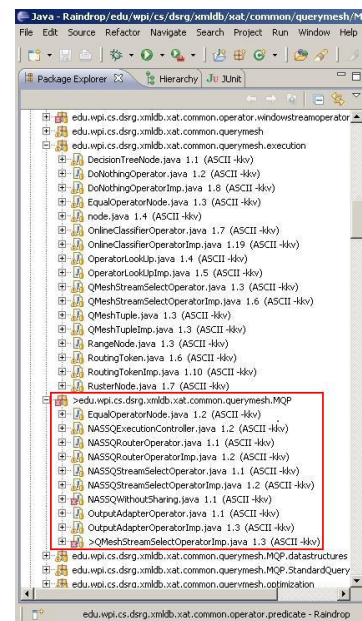 Java - Raindrop/edu/wpi/cs/dsrg/xmldb/xat/common/querymesh/M
File Edit Source Refactor Navigate Search Project Run Window Help
Package Explorer Hierarchy JUnit
edu.wpi.cs.dsrg.xmldb.xat.common.operator.windowstreamoperator
edu.wpi.cs.dsrg.xmldb.xat.common.querymesh
edu.wpi.cs.dsrg.xmldb.xat.common.querymesh.execution
DecisionTreeNode.java 1.1 (ASCII -kkv)
DoNothingOperator.java 1.2 (ASCII -kkv)
DoNothingOperatorImp.java 1.8 (ASCII -kkv)
EqualOperatorNode.java 1.3 (ASCII -kkv)
node.java 1.4 (ASCII -kkv)
OnlineClassifierOperator.java 1.7 (ASCII -kkv)
OnlineClassifierOperatorImp.java 1.19 (ASCII -kkv)
OperatorLookUp.java 1.4 (ASCII -kkv)
OperatorLookUpImp.java 1.5 (ASCII -kkv)
QMeshStreamSelectOperator.java 1.3 (ASCII -kkv)
QMeshStreamSelectOperatorImp.java 1.6 (ASCII -kkv)
QMeshTuple.java 1.3 (ASCII -kkv)
QMeshTupleImp.java 1.3 (ASCII -kkv)
RangeNode.java 1.3 (ASCII -kkv)
RoutingToken.java 1.6 (ASCII -kkv)
RoutingTokenImp.java 1.10 (ASCII -kkv)
RusterNode.java 1.7 (ASCII -kkv)
>edu.wpi.cs.dsrg.xmldb.xat.common.querymesh.MQP
EqualOperatorNode.java 1.2 (ASCII -kkv)
NASSQExecutionController.java 1.2 (ASCII -kkv)
NASSQRouterOperator.java 1.1 (ASCII -kkv)
NASSQRouterOperatorImp.java 1.2 (ASCII -kkv)
NASSQStreamSelectOperator.java 1.1 (ASCII -kkv)
NASSQStreamSelectOperatorImp.java 1.2 (ASCII -kkv)
NASSQWithoutSharing.java 1.1 (ASCII -kkv)
OutputAdapterOperator.java 1.1 (ASCII -kkv)
OutputAdapterOperatorImp.java 1.3 (ASCII -kkv)
>QMeshStreamSelectOperatorImp.java 1.3 (ASCII -kkv)
edu.wpi.cs.dsrg.xmldb.xat.common.querymesh.MQP.datastructures
edu.wpi.cs.dsrg.xmldb.xat.common.querymesh.MQP.StandardQuery
edu.wpi.cs.dsrg.xmldb.xat.common.querymesh.optimization
edu.wpi.cs.dsrg.xmldb.xat.common.operator.predicate - Raindrop